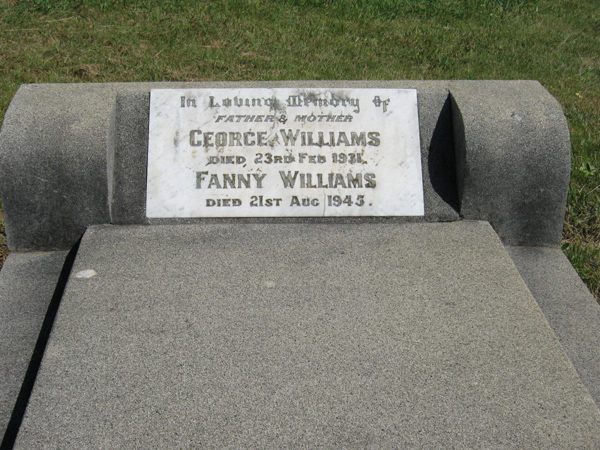 In Loving Memory Of
FATHER & MOTHER
GEORGE WILLIAMS
DIED 23RD FEB 1931.
FANNY WILLIAMS
DIED 21ST AUG 1945.